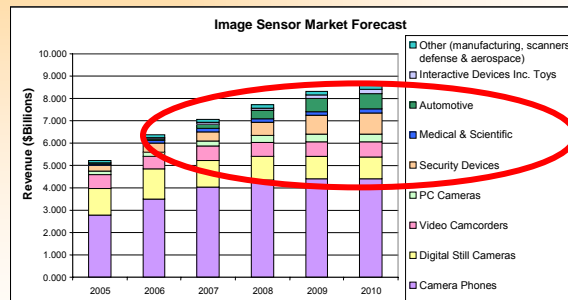 Image Sensor Market Forecast
Revenue ($Billions)
10.000
9.000
8.000
7.000
6.000
5.000
4.000
3.000
2.000
1.000
0.000
2005 2006 2007 2008 2009 2010
Other (manufacturing, scanners,
defense & aerospace)
Interactive Devices Inc. Toys
Automotive
Medical & Scientific
Security Devices
PC Cameras
Video Camcorders
Digital Still Cameras
Camera Phones